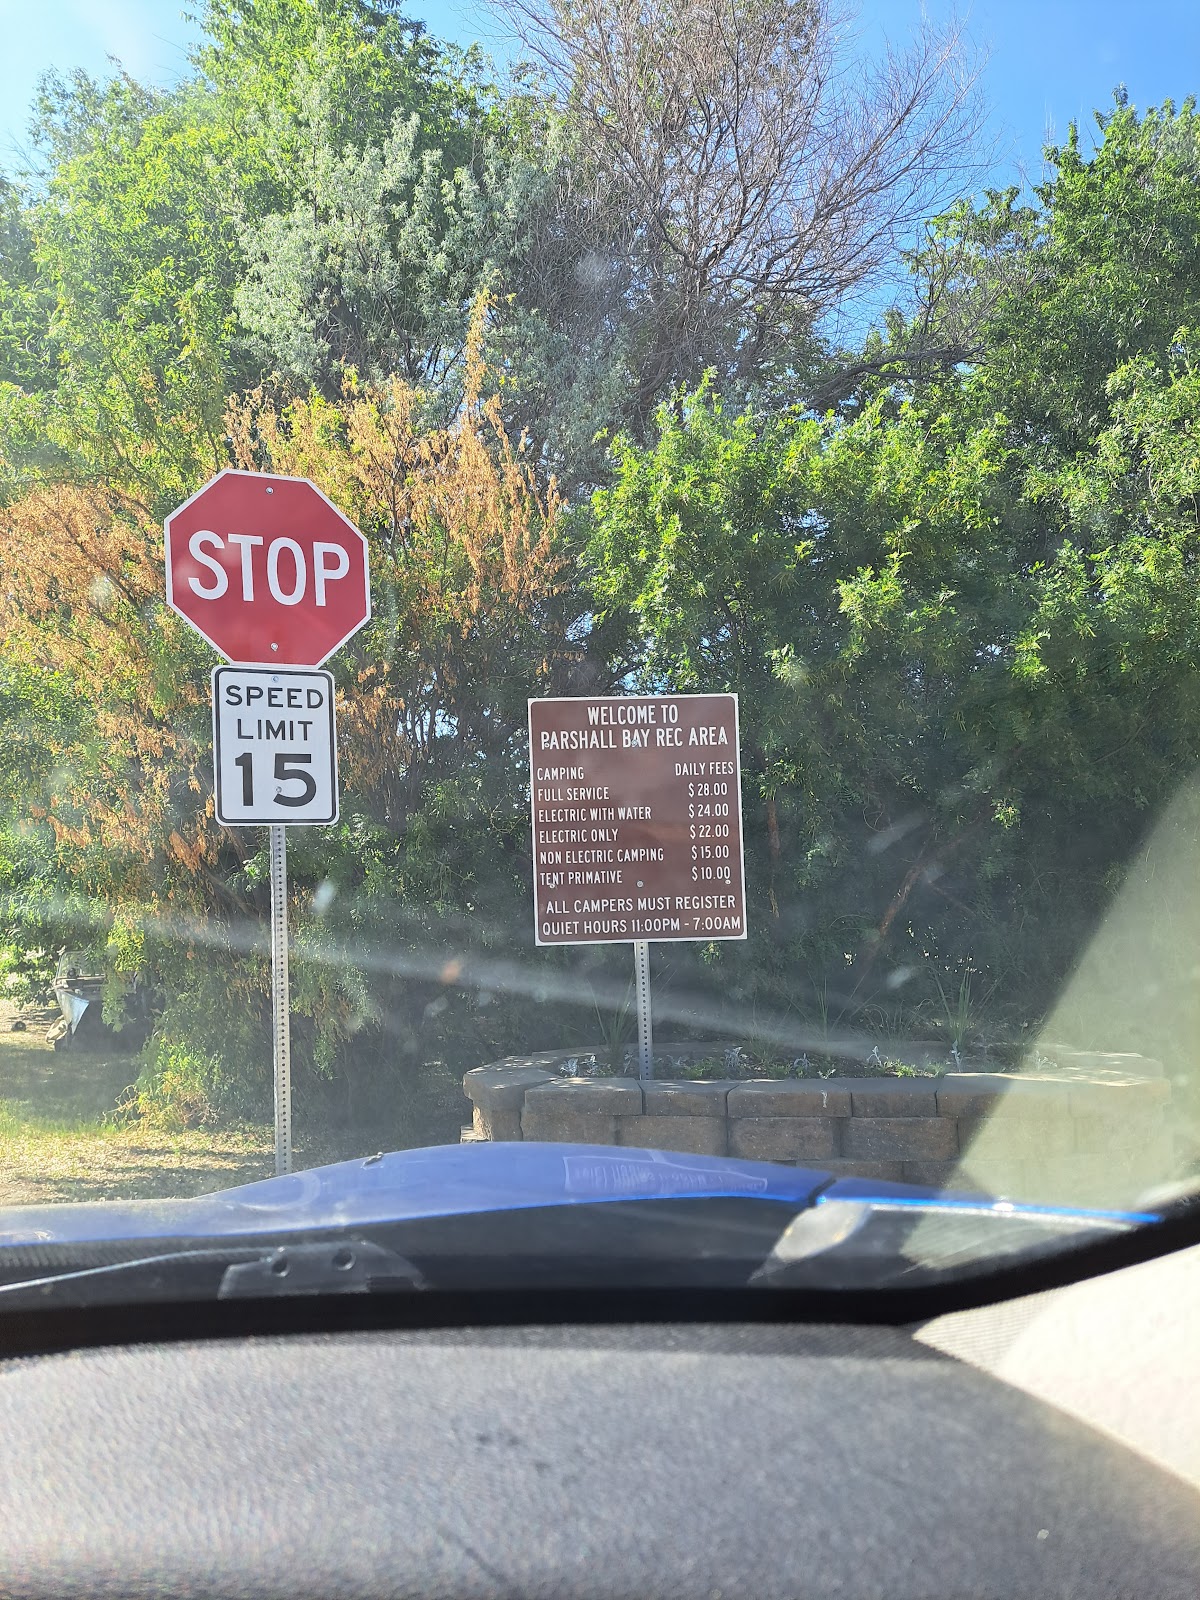 STOP
SPEED
LIMIT
15
WELCOME TO
PARSHALL BAY REC AREA
CAMPING DAILY FEES
FULL SERVICE $28.00
ELECTRIC WITH WATER $24.00
ELECTRIC ONLY $22.00
NON ELECTRIC CAMPING $15.00
TENT PRIMATIVE $10.00
ALL CAMPERS MUST REGISTER
QUIET HOURS 11:00PM - 7:00AM